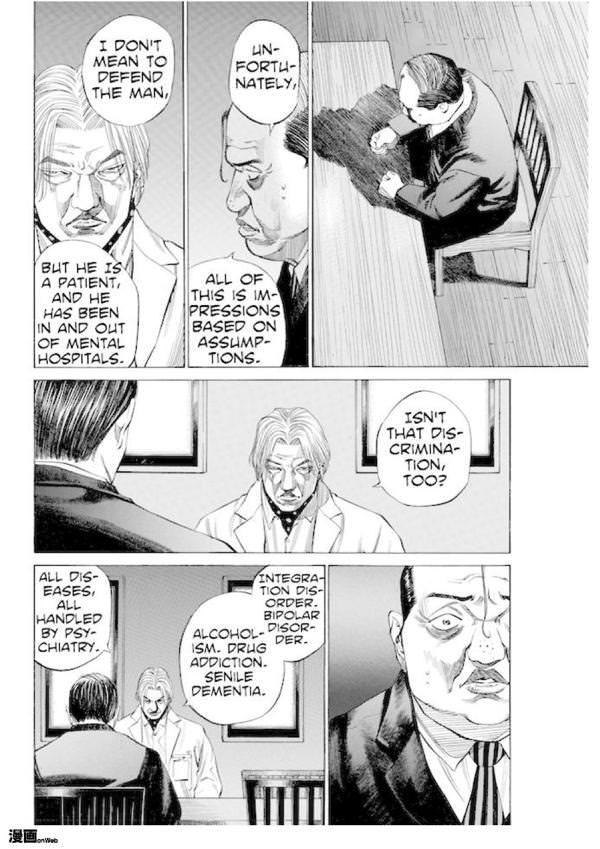 UN-
FORTU-
NATELY,
ALL OF
THIS IS IM-
PRESSIONS
BASED ON
ASSUMP-
TIONS.
I DON'T
MEAN TO
DEFEND
THE MAN,
BUT HE IS
A PATIENT,
AND HE
HAS BEEN
IN AND OUT
OF MENTAL
HOSPITALS.
ISN'T
THAT DIS-
CRIMINA-
TION,
TOO?
INTEGRA-
TION DIS-
ORDER.
BIPOLAR
DISOR-
DER.
ALCOHOL-
ISM. DRUG
ADDICTION.
SENILE
DEMENTIA.
ALL DIS-
EASES,
ALL
HANDLED
BY PSY-
CHIATRY.
漫画onWeb